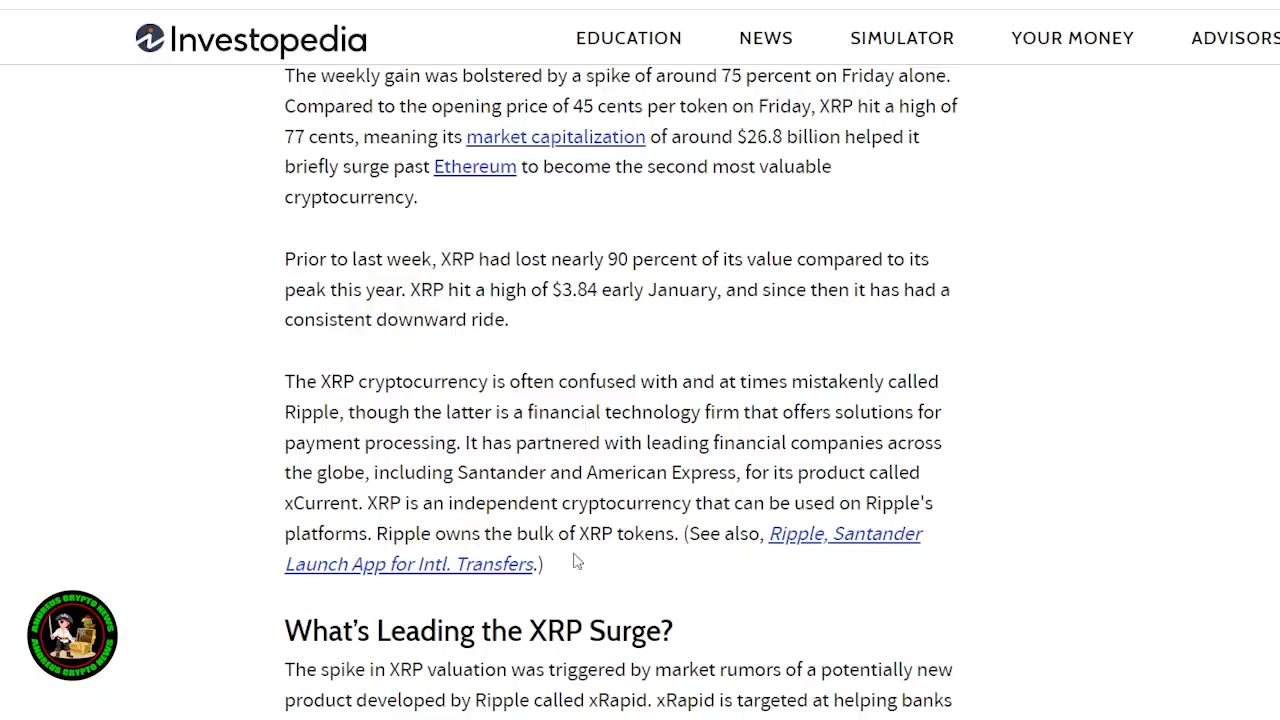 Investopedia
EDUCATION NEWS SIMULATOR YOUR MONEY ADVISORS
The weekly gain was bolstered by a spike of around 75 percent on Friday alone.
Compared to the opening price of 45 cents per token on Friday, XRP hit a high of
77 cents, meaning its market capitalization of around $26.8 billion helped it
briefly surge past Ethereum to become the second most valuable
cryptocurrency.
Prior to last week, XRP had lost nearly 90 percent of its value compared to its
peak this year. XRP hit a high of $3.84 early January, and since then it has had a
consistent downward ride.
The XRP cryptocurrency is often confused with and at times mistakenly called
Ripple, though the latter is a financial technology firm that offers solutions for
payment processing. It has partnered with leading financial companies across
the globe, including Santander and American Express, for its product called
xCurrent. XRP is an independent cryptocurrency that can be used on Ripple's
platforms. Ripple owns the bulk of XRP tokens. (See also, Ripple, Santander
Launch App for Intl. Transfers.)
ANDREUS CRYPTO NEWS
ANDREUS CRYPTO NEWS
What’s Leading the XRP Surge?
The spike in XRP valuation was triggered by market rumors of a potentially new
product developed by Ripple called xRapid. xRapid is targeted at helping banks